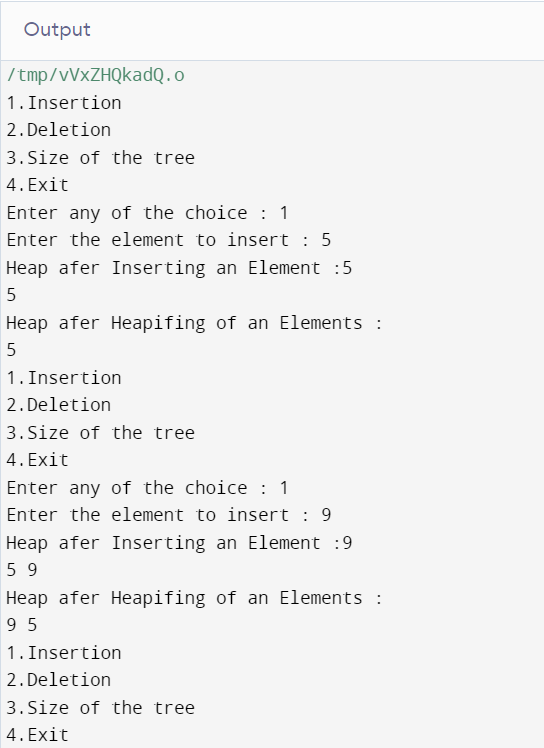 Output
/tmp/vVxZHQkadQ.o
1.Insertion
2.Deletion
3.Size of the tree
4.Exit
Enter any of the choice : 1
Enter the element to insert : 5
Heap afer Inserting an Element :5
5
Heap afer Heapifing of an Elements :
5
1.Insertion
2.Deletion
3.Size of the tree
4.Exit
Enter any of the choice : 1
Enter the element to insert : 9
Heap afer Inserting an Element :9
5 9
Heap afer Heapifing of an Elements :
9 5
1.Insertion
2.Deletion
3.Size of the tree
4.Exit